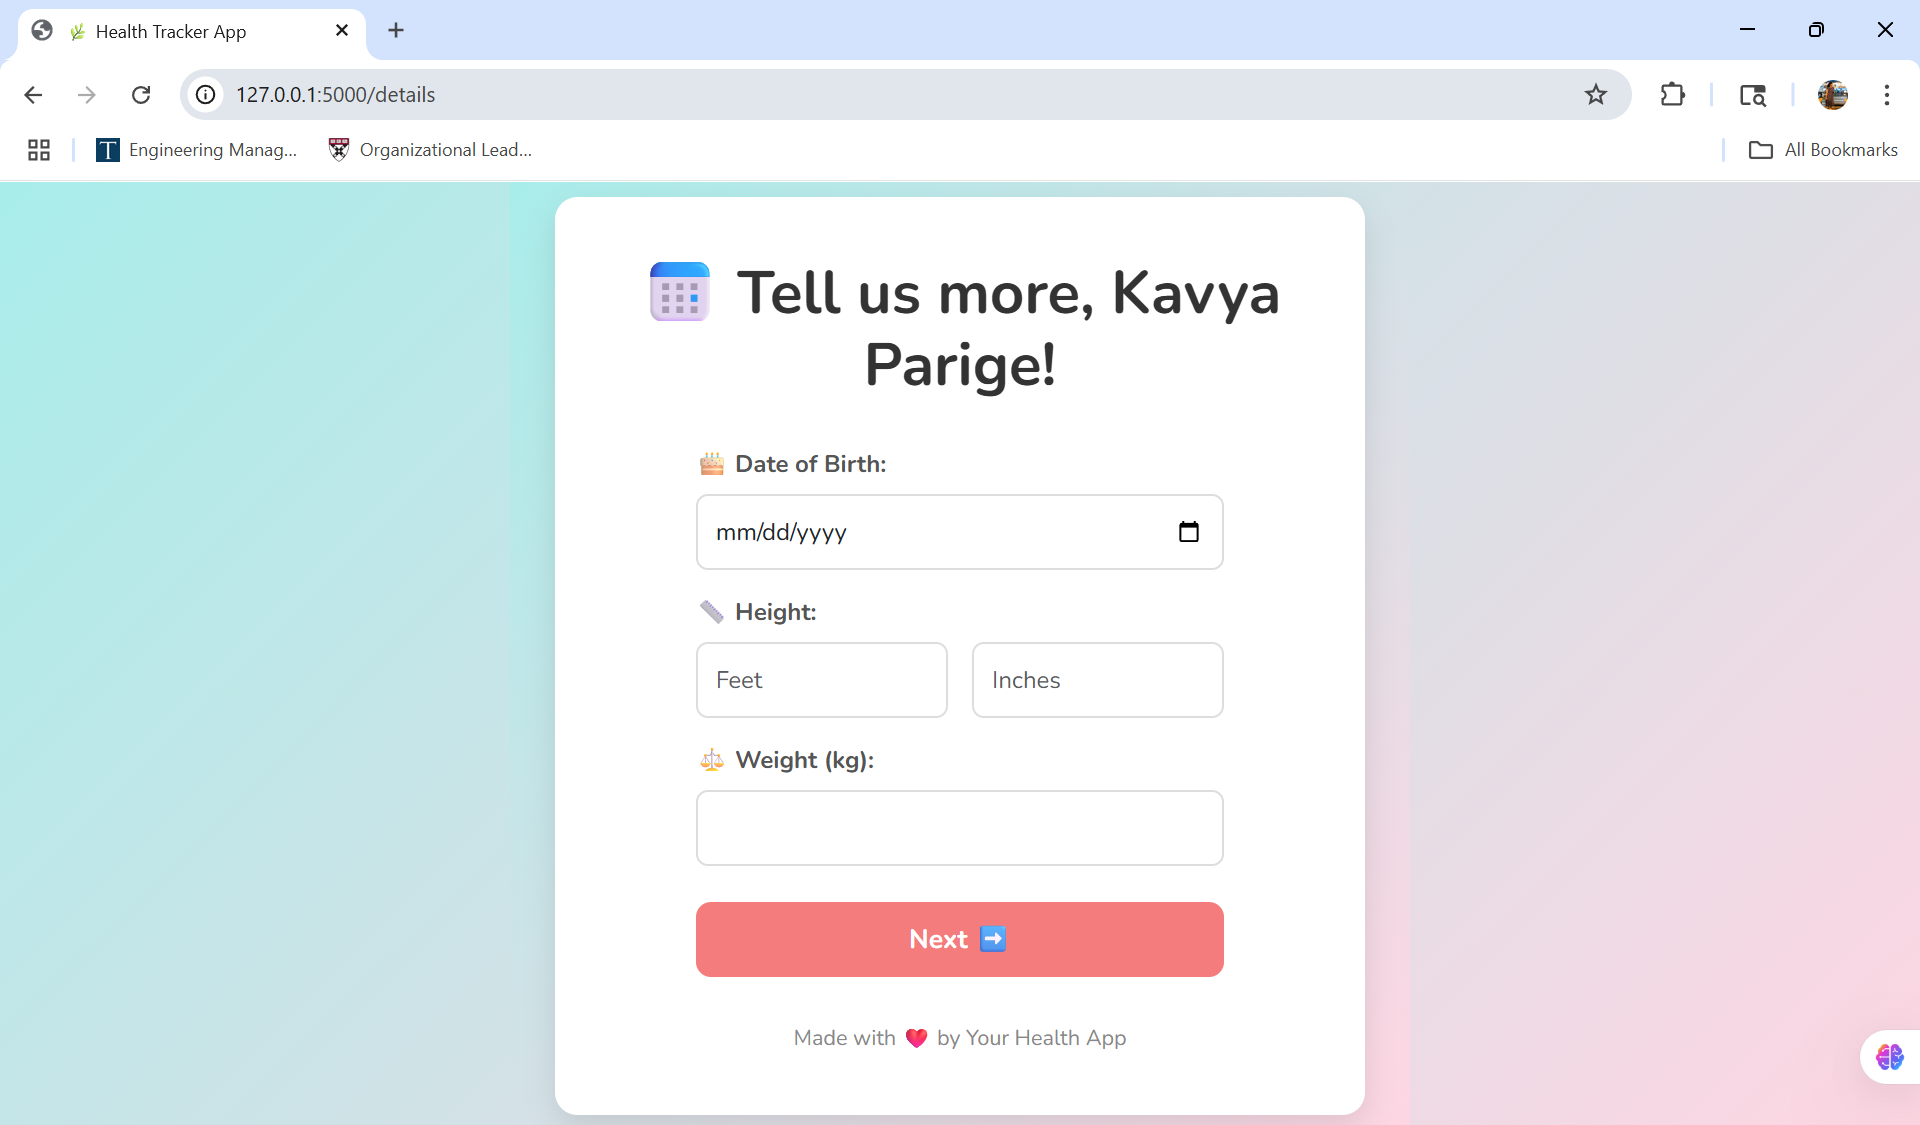 🌿 Health Tracker App
127.0.0.1:5000/details
Engineering Manag...
Organizational Lead...
All Bookmarks
📅 Tell us more, Kavya
Parige!
🎂 Date of Birth:
mm/dd/yyyy
📏 Height:
Feet
Inches
⚖️ Weight (kg):
Next ➡️
Made with ❤️ by Your Health App